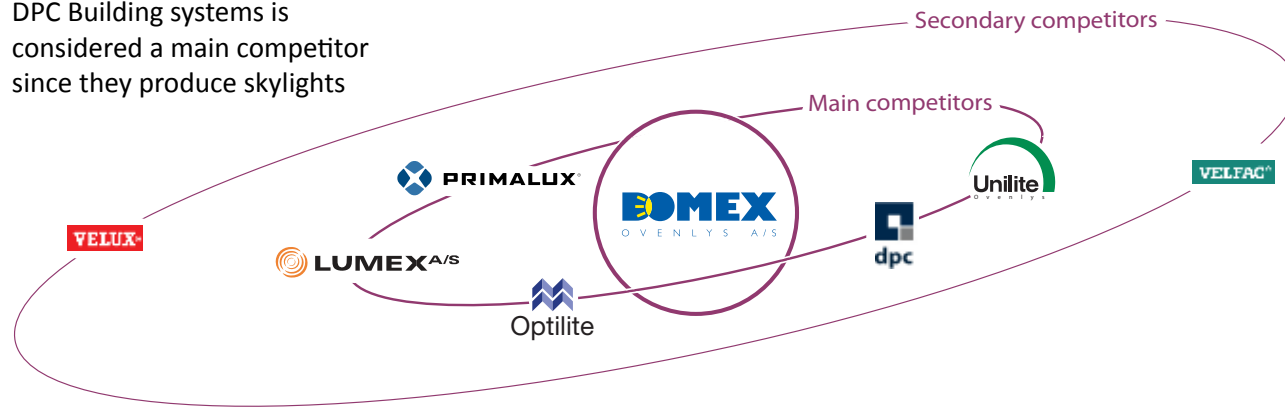 DPC Building systems is
considered a main competitor
since they produce skylights
Secondary competitors
Main competitors
PRIMALUX®
Unilite
Ovenlys
VELFAC
DOMEX
OVENLYS A/S
VELUX
LUMEX A/S
dpc
Optilite